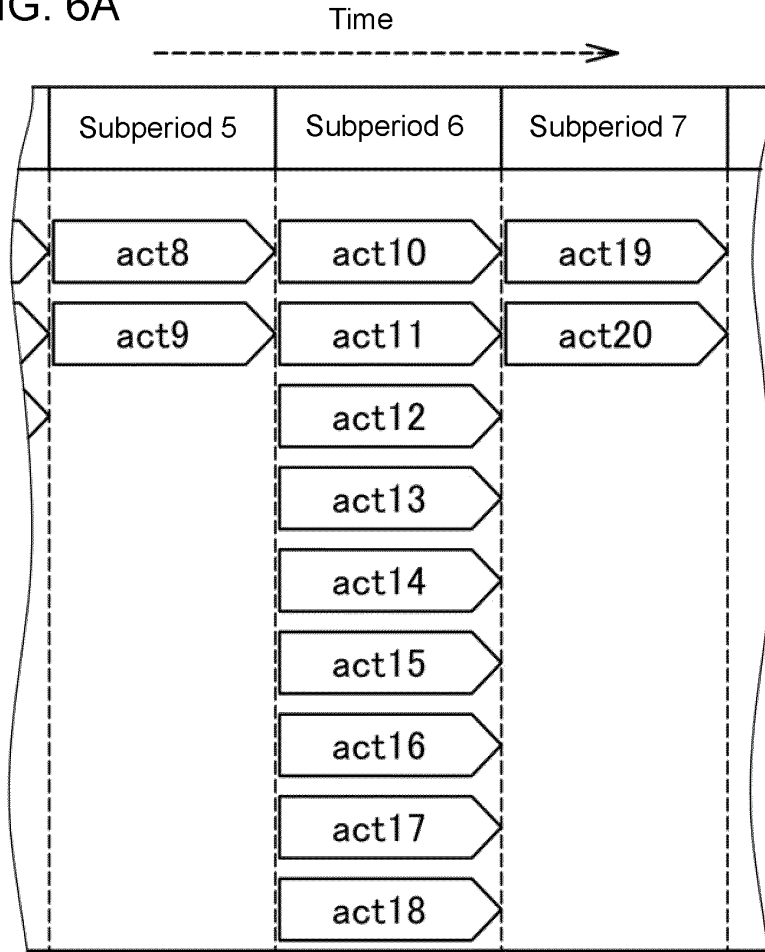 IG. 6A
Time
Subperiod 5 Subperiod 6 Subperiod 7
act8 act10 act19
act9 act11 act20
act12
act13
act14
act15
act16
act17
act18